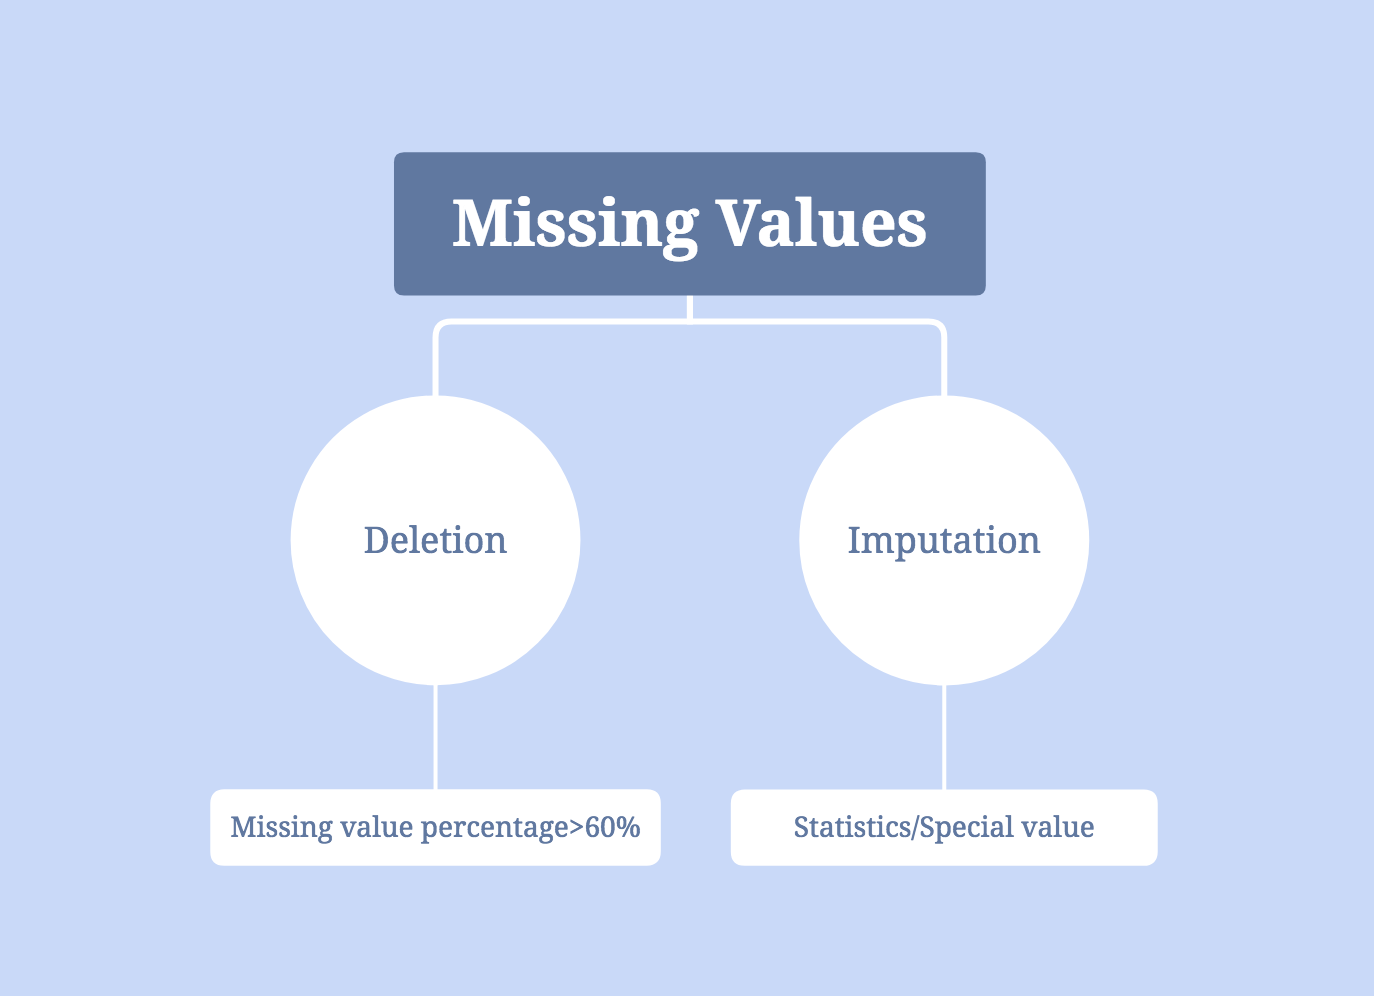 Missing Values
Deletion
Imputation
Missing value percentage>60%
Statistics/Special value